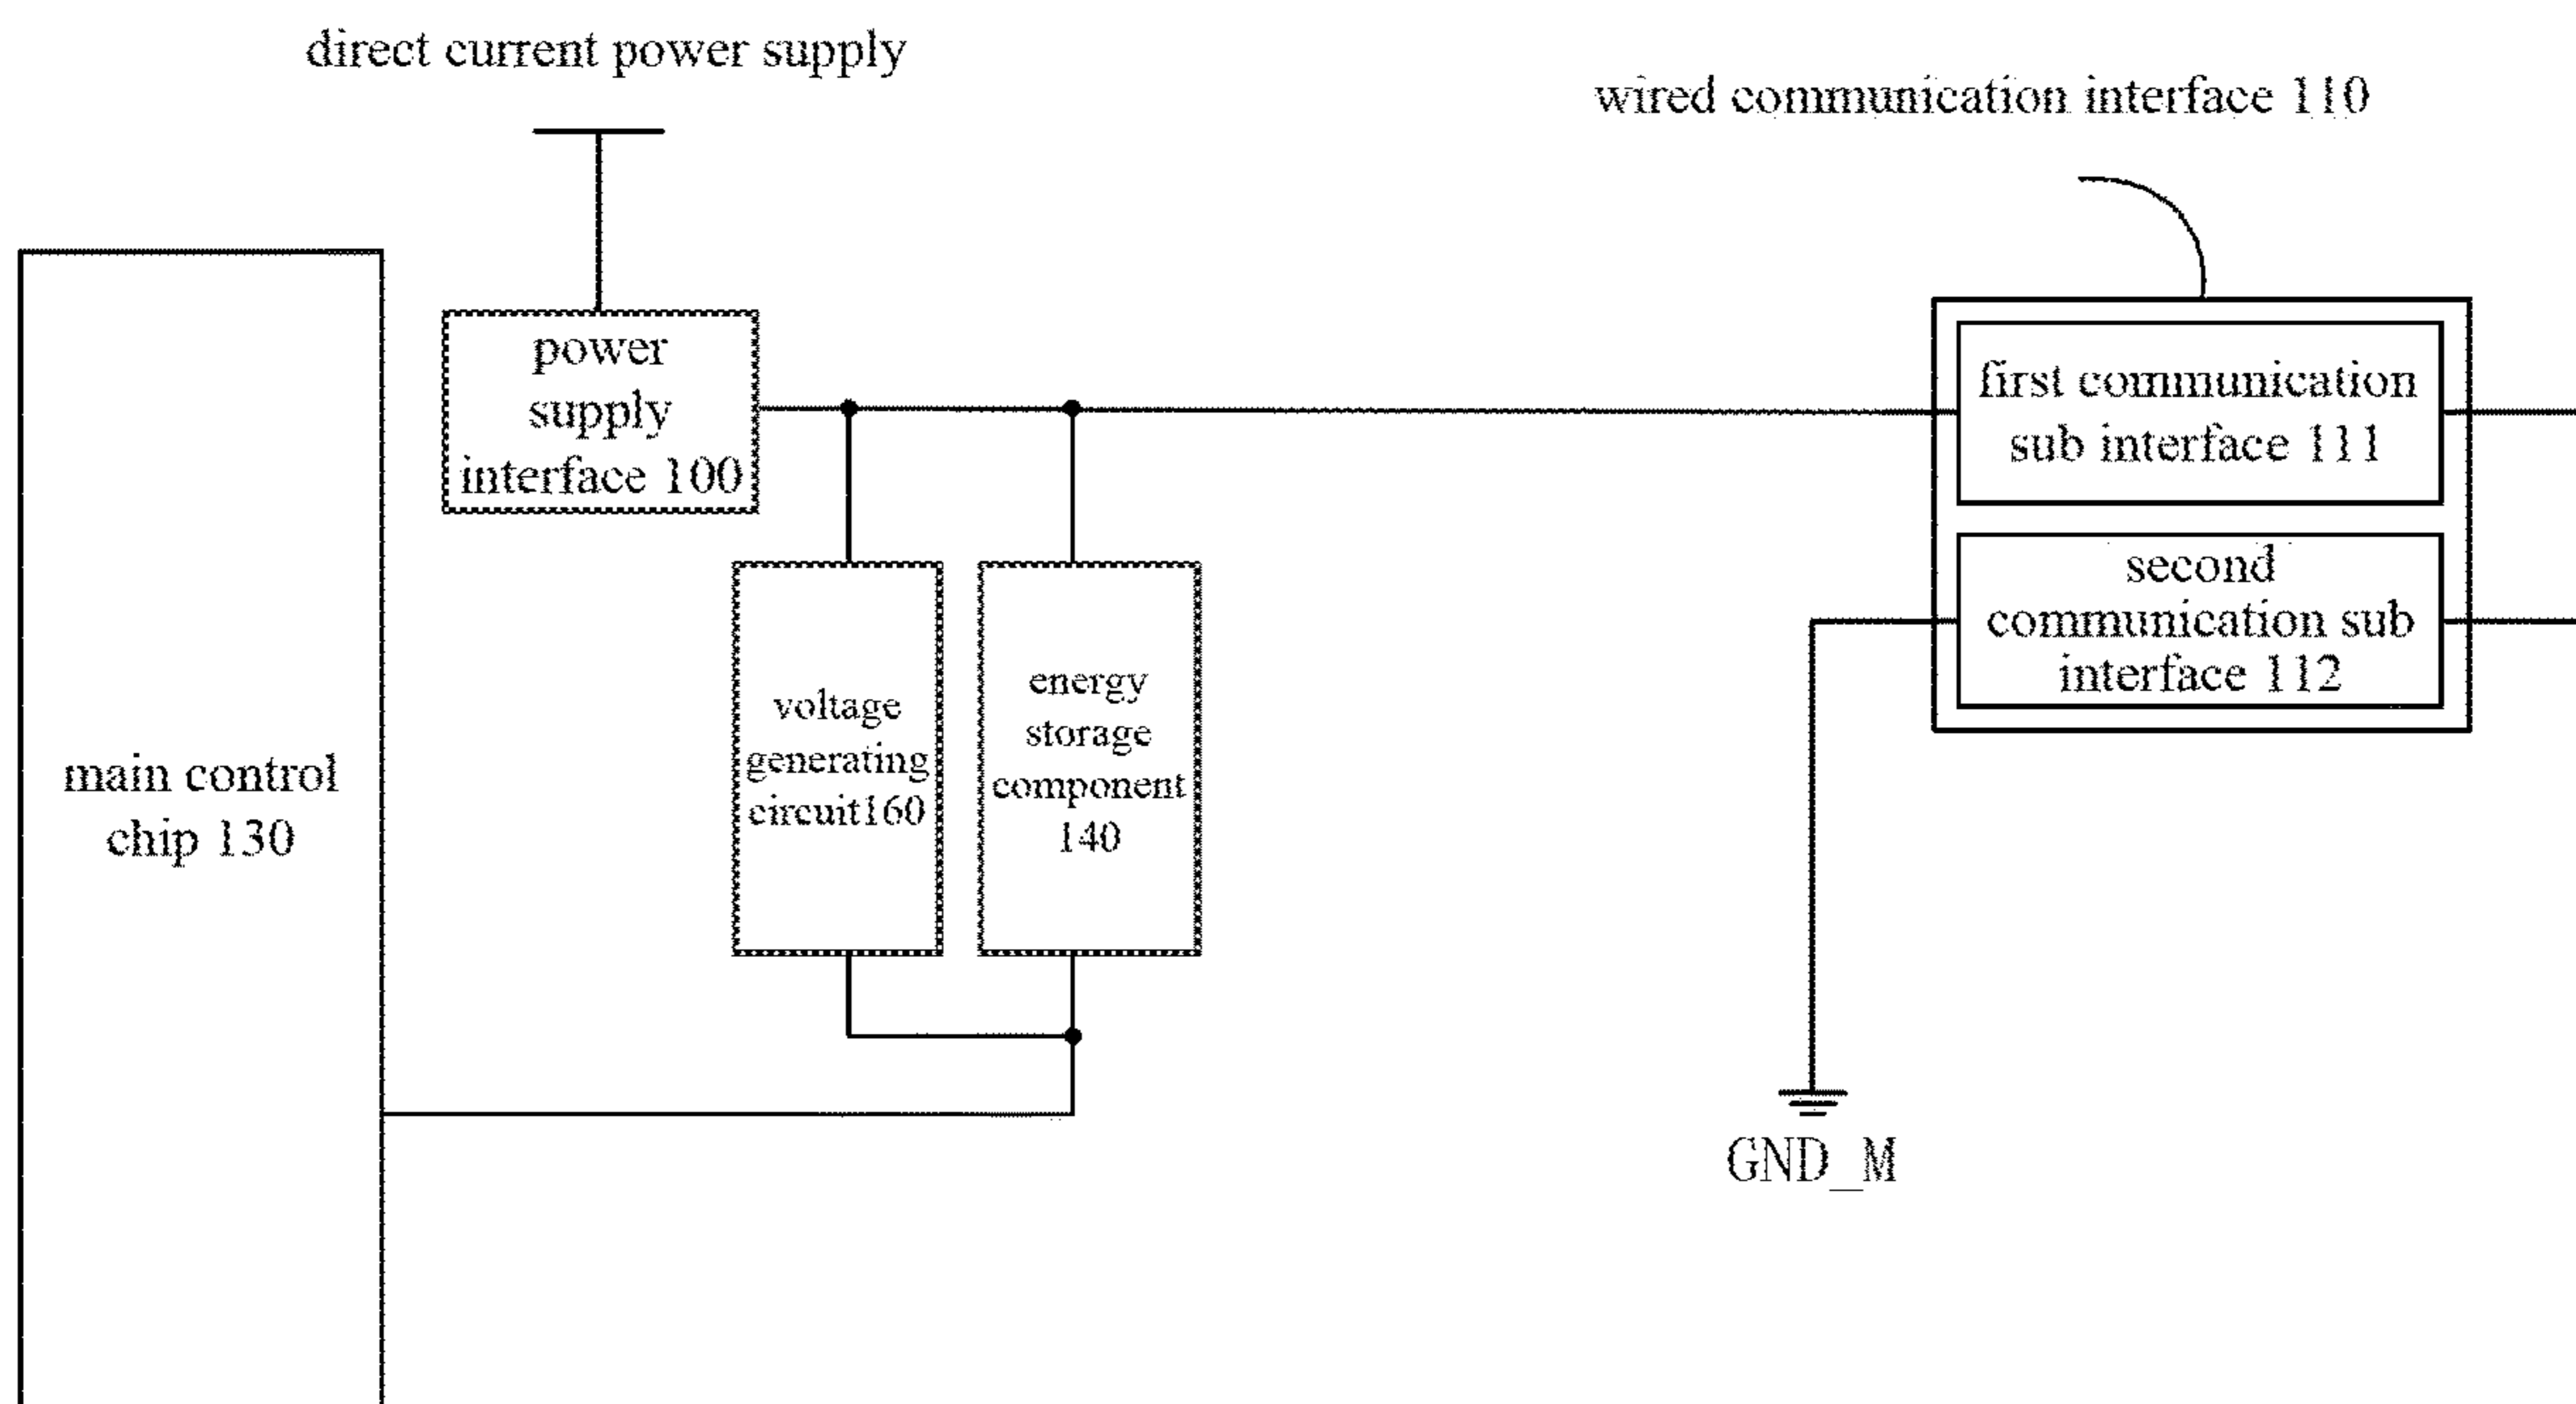 direct current power supply
wired communication interface 110
power
supply
interface 100
first communication
sub interface 111
second
communication sub
interface 112
voltage
generating
circuit160
energy
storage
component
140
main control
chip 130
GND_M